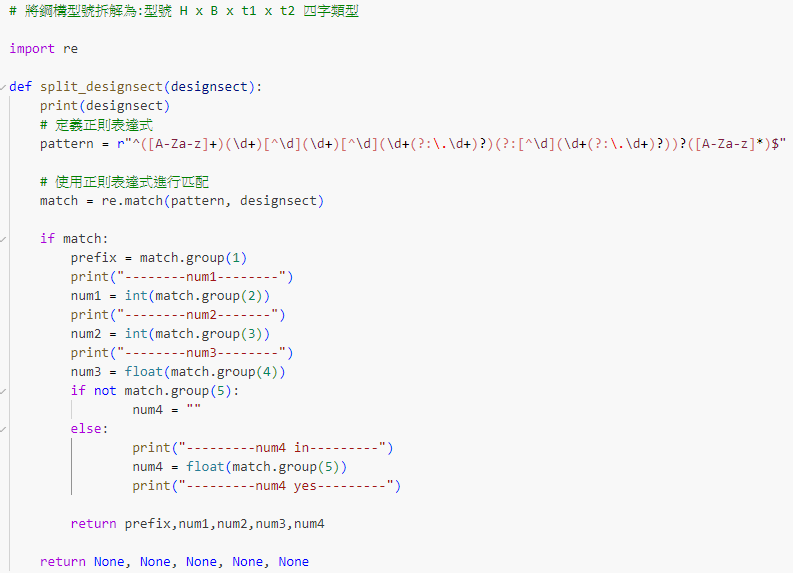 # 將鋼構型號拆解為:型號 H x B x t1 x t2 四字類型
import re
def split_designsect(designsect):
print(designsect)
# 定義正則表達式
pattern = r"^([A-Za-z]+)(\d+)[^\d](\d+)[^\d](\d+(?:\.\d+)?)(?:[^\d](\d+(?:\.\d+)?))?([A-Za-z]*)$"
# 使用正則表達式進行匹配
match = re.match(pattern, designsect)
if match:
prefix = match.group(1)
print("--------num1--------")
num1 = int(match.group(2))
print("--------num2-------")
num2 = int(match.group(3))
print("--------num3--------")
num3 = float(match.group(4))
if not match.group(5):
num4 = ""
else:
print("---------num4 in---------")
num4 = float(match.group(5))
print("---------num4 yes---------")
return prefix,num1,num2,num3,num4
return None, None, None, None, None